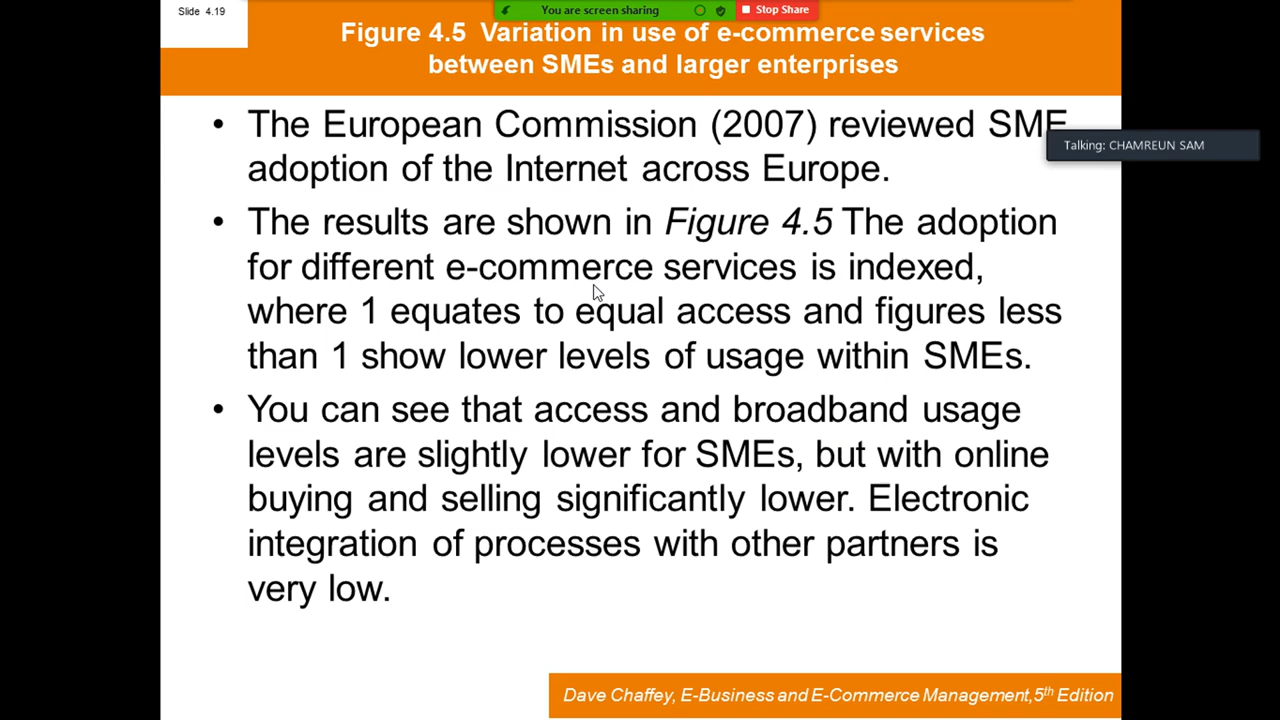 Slide 4.19
You are screen sharing
Stop Share
Figure 4.5 Variation in use of e-commerce services
between SMEs and larger enterprises
• The European Commission (2007) reviewed SME
Talking: CHAMREUN SAM
adoption of the Internet across Europe.
• The results are shown in Figure 4.5 The adoption
for different e-commerce services is indexed,
where 1 equates to equal access and figures less
than 1 show lower levels of usage within SMEs.
• You can see that access and broadband usage
levels are slightly lower for SMEs, but with online
buying and selling significantly lower. Electronic
integration of processes with other partners is
very low.
Dave Chaffey, E-Business and E-Commerce Management,5th Edition